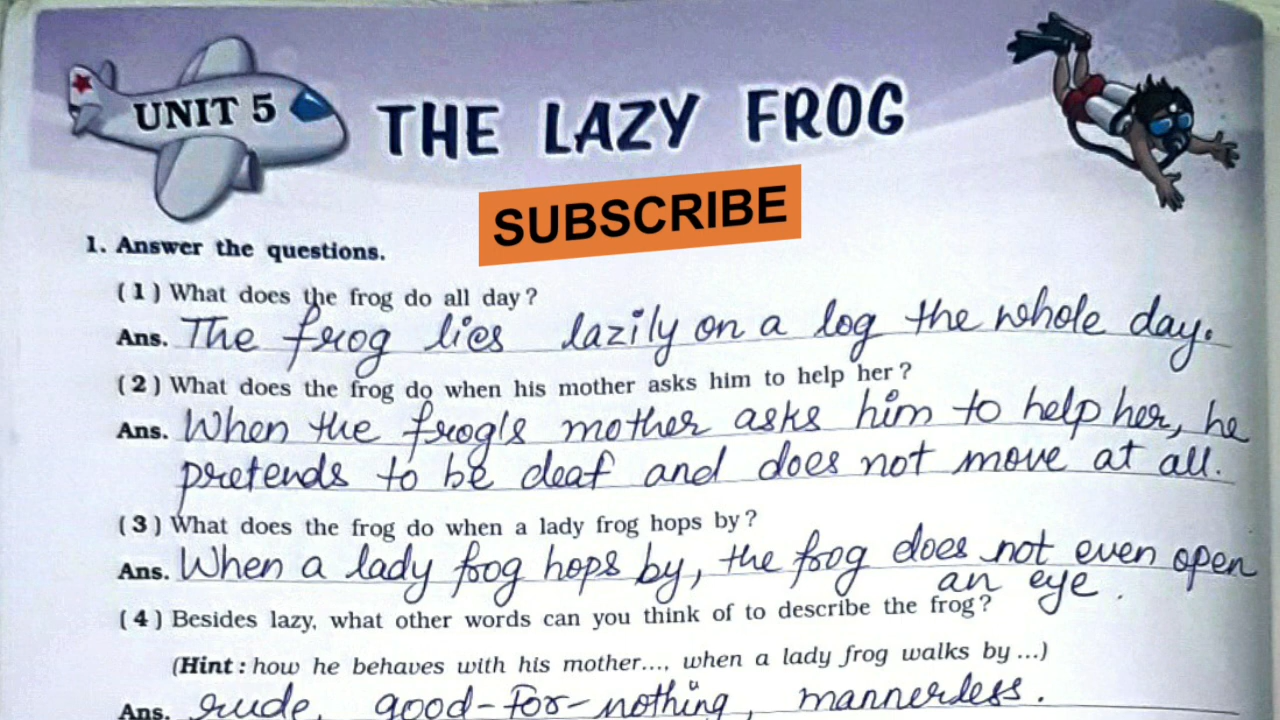 UNIT 5
THE LAZY FROG
SUBSCRIBE
1. Answer the questions.
(1) What does the frog do all day?
Ans. The frog lies lazily on a log the whole day.
(2) What does the frog do when his mother asks him to help her?
Ans. When the frog's mother asks him to help her, he
pretends to be deaf and does not move at all.
(3) What does the frog do when a lady frog hops by?
Ans. When a lady frog hops by, the frog does not even open
an eye.
(4) Besides lazy, what other words can you think of to describe the frog?
(Hint : how he behaves with his mother..., when a lady frog walks by ...)
Ans. rude, good-for-nothing, mannerless.